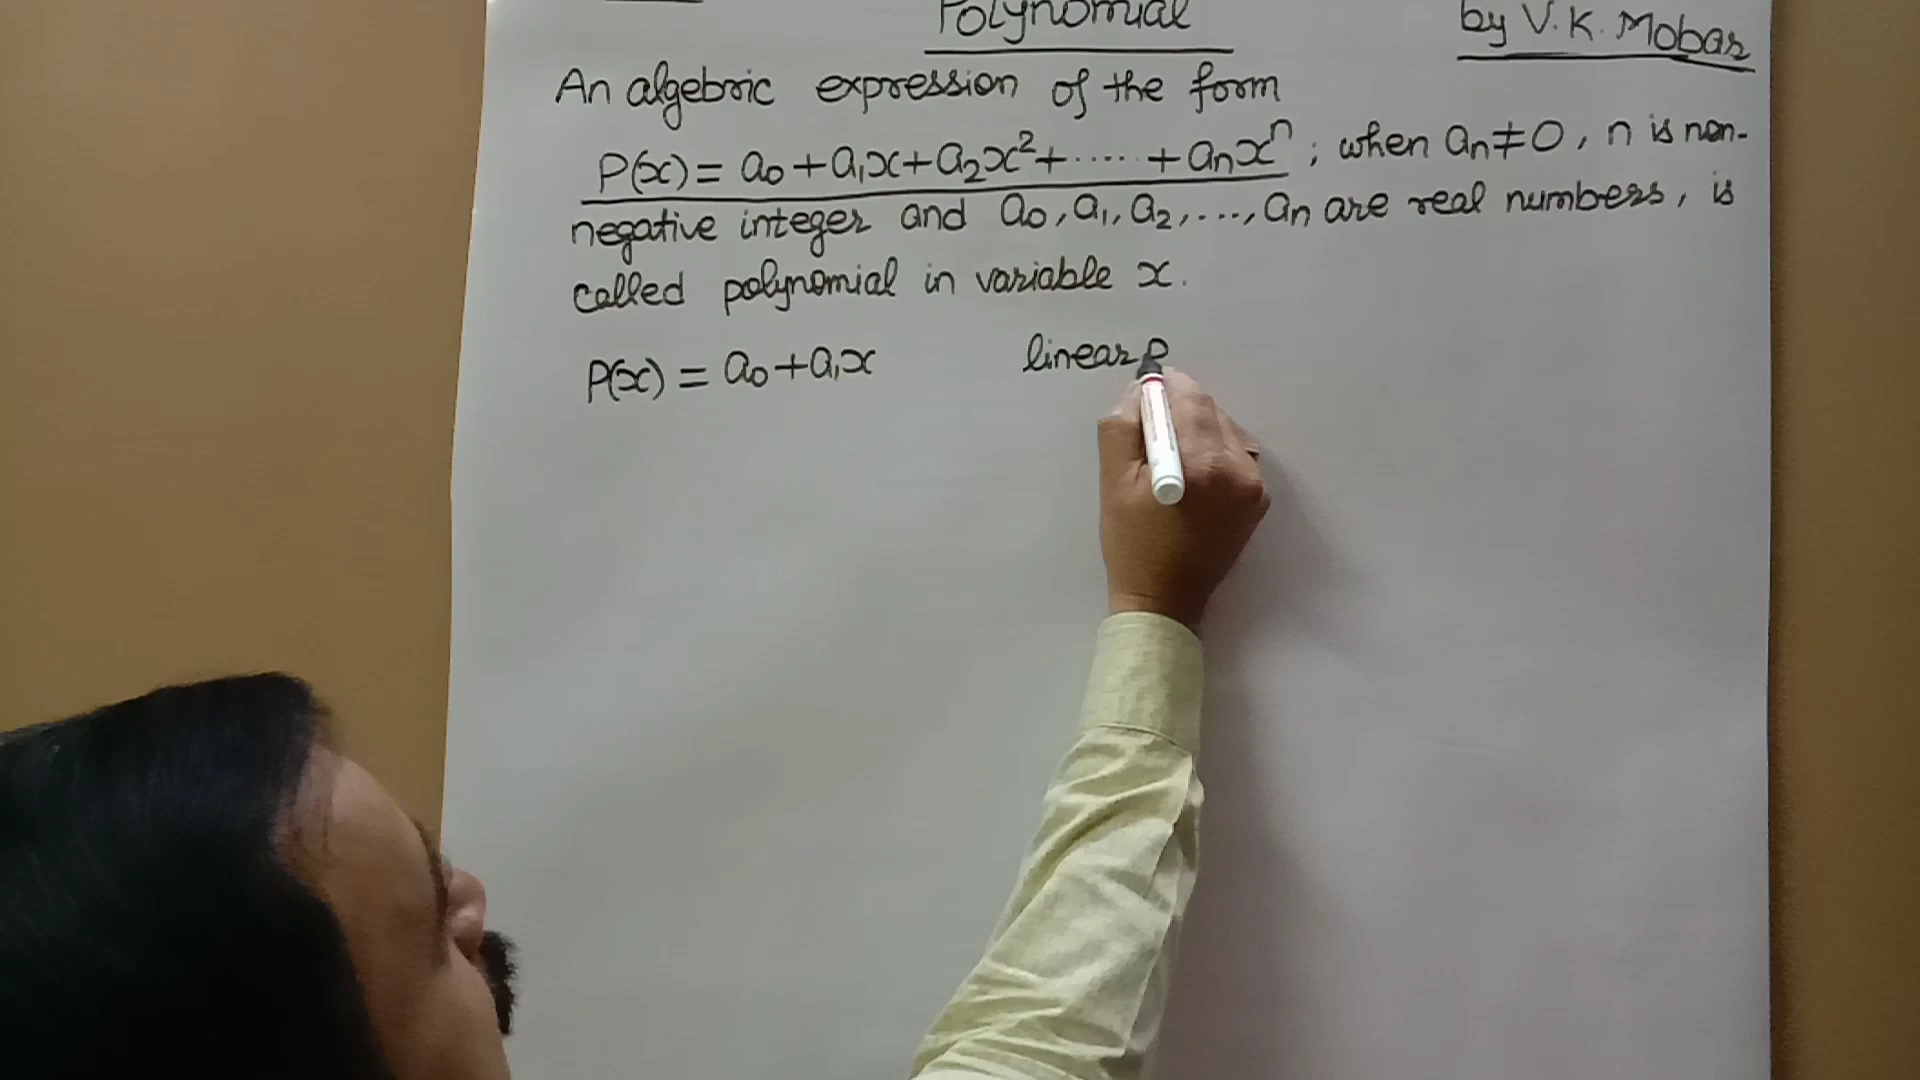 Polynomial
by V. K. Mobar
An algebric expression of the form
P(x) = a₀ + a₁x + a₂x² + ..... + aₙxⁿ ; when aₙ ≠ 0, n is non-
negative integer and a₀, a₁, a₂, ..., aₙ are real numbers, is
called polynomial in variable x.
P(x) = a₀ + a₁x linear P